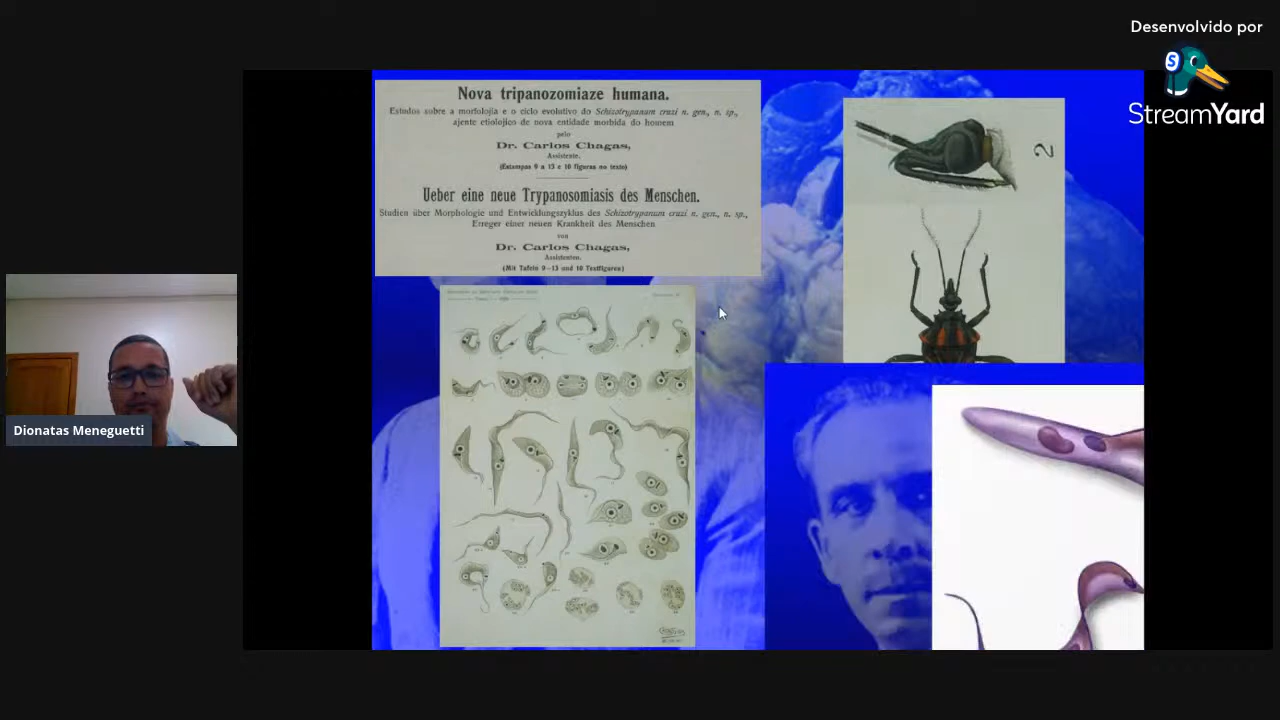 Desenvolvido por
StreamYard
Nova tripanozomiaze humana.
Estudos sobre a morfolojia e o ciclo evolutivo do Schizotrypanum cruzi n. gen., n. sp.,
ajente etiolojico de nova entidade morbida do homem
pelo
Dr. Carlos Chagas,
Assistente.
(Estampas 9 a 13 e 10 figuras no texto)
Ueber eine neue Trypanosomiasis des Menschen.
Studien über Morphologie und Entwicklungszyklus des Schizotrypanum cruzi n. gen., n. sp.,
Erreger einer neuen Krankheit des Menschen
von
Dr. Carlos Chagas,
Assistenten.
(Mit Tafeln 9—13 und 10 Textfiguren)
2
Dionatas Meneguetti